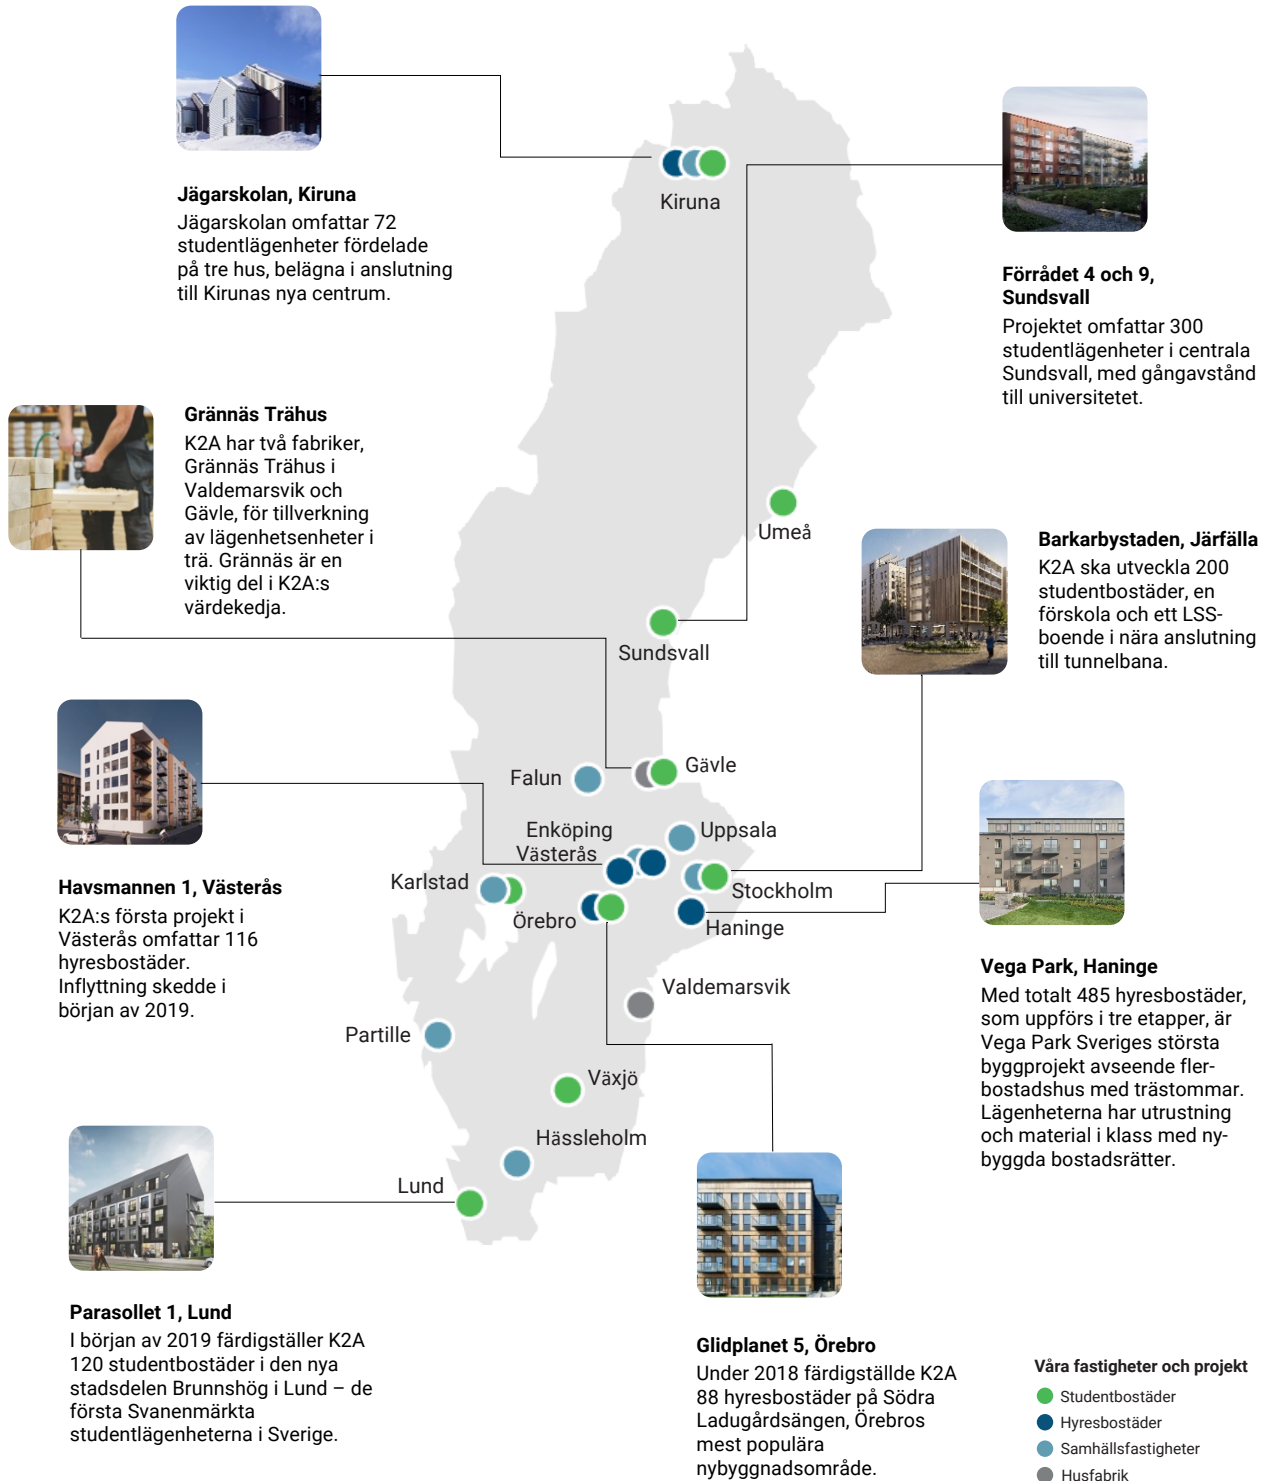 Jägarskolan, Kiruna
Jägarskolan omfattar 72
studentlägenheter fördelade
på tre hus, belägna i anslutning
till Kirunas nya centrum.
Kiruna
Förrådet 4 och 9,
Sundsvall
Projektet omfattar 300
studentlägenheter i centrala
Sundsvall, med gångavstånd
till universitetet.
Grännäs Trähus
K2A har två fabriker,
Grännäs Trähus i
Valdemarsvik och
Gävle, för tillverkning
av lägenhetsenheter i
trä. Grännäs är en
viktig del i K2A:s
värdekedja.
Umeå
Barkarbystaden, Järfälla
K2A ska utveckla 200
studentbostäder, en
förskola och ett LSS-
boende i nära anslutning
till tunnelbana.
Sundsvall
Gävle
Falun
Enköping
Uppsala
Västerås
Karlstad
Stockholm
Örebro
Haninge
Havsmannen 1, Västerås
K2A:s första projekt i
Västerås omfattar 116
hyresbostäder.
Inflyttning skedde i
början av 2019.
Vega Park, Haninge
Med totalt 485 hyresbostäder,
som uppförs i tre etapper, är
Vega Park Sveriges största
byggprojekt avseende fler-
bostadshus med trästommar.
Lägenheterna har utrustning
och material i klass med ny-
byggda bostadsrätter.
Valdemarsvik
Partille
Växjö
Hässleholm
Lund
Parasollet 1, Lund
I början av 2019 färdigställer K2A
120 studentbostäder i den nya
stadsdelen Brunnshög i Lund – de
första Svanenmärkta
studentlägenheterna i Sverige.
Glidplanet 5, Örebro
Under 2018 färdigställde K2A
88 hyresbostäder på Södra
Ladugårdsängen, Örebros
mest populära
nybyggnadsområde.
Våra fastigheter och projekt
Studentbostäder
Hyresbostäder
Samhällsfastigheter
Husfabrik